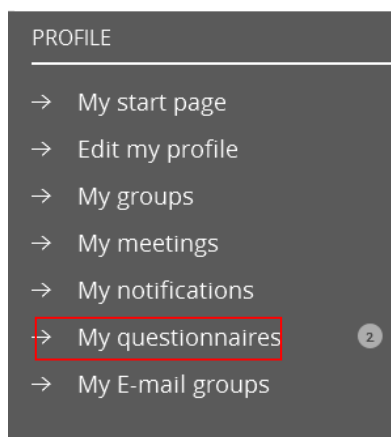 PROFILE
→ My start page
→ Edit my profile
→ My groups
→ My meetings
→ My notifications
→ My questionnaires 2
→ My E-mail groups